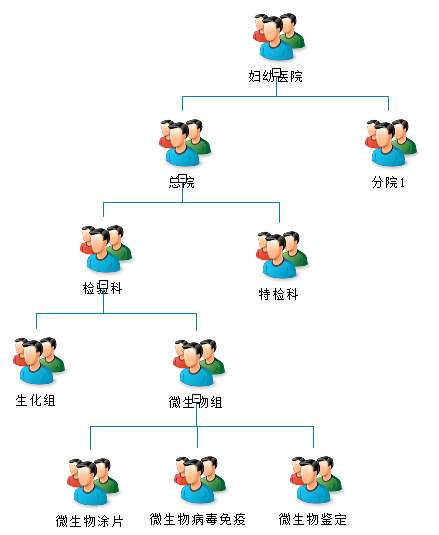 妇幼医院
总院
分院1
检验科
特检科
生化组
微生物组
微生物涂片
微生物病毒免疫
微生物鉴定